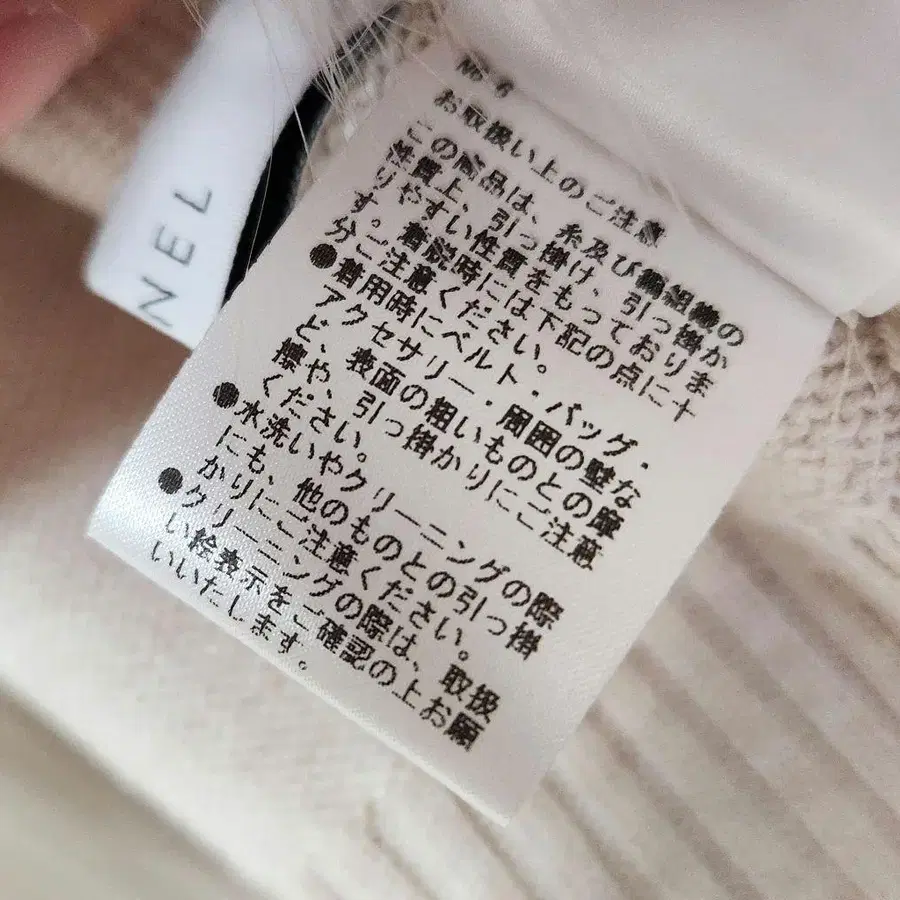 NEL
No 6
お取扱い上のご注意
この商品は、糸及び編組織の
性質上、引っ掛け、引っ掛か
りやすい性質をもっておりま
す。着脱時には下記の点に十
分ご注意ください。
●着用時にベルト・バッグ・
アクセサリー・周囲の壁な
ど、表面の粗いものとの摩
擦や、引っ掛かりにご注意
ください。
●水洗いやクリーニングの際
にも、他のものとの引っ掛
かりにご注意ください。
●クリーニングの際は、取扱
い絵表示をご確認の上お願
いいたします。